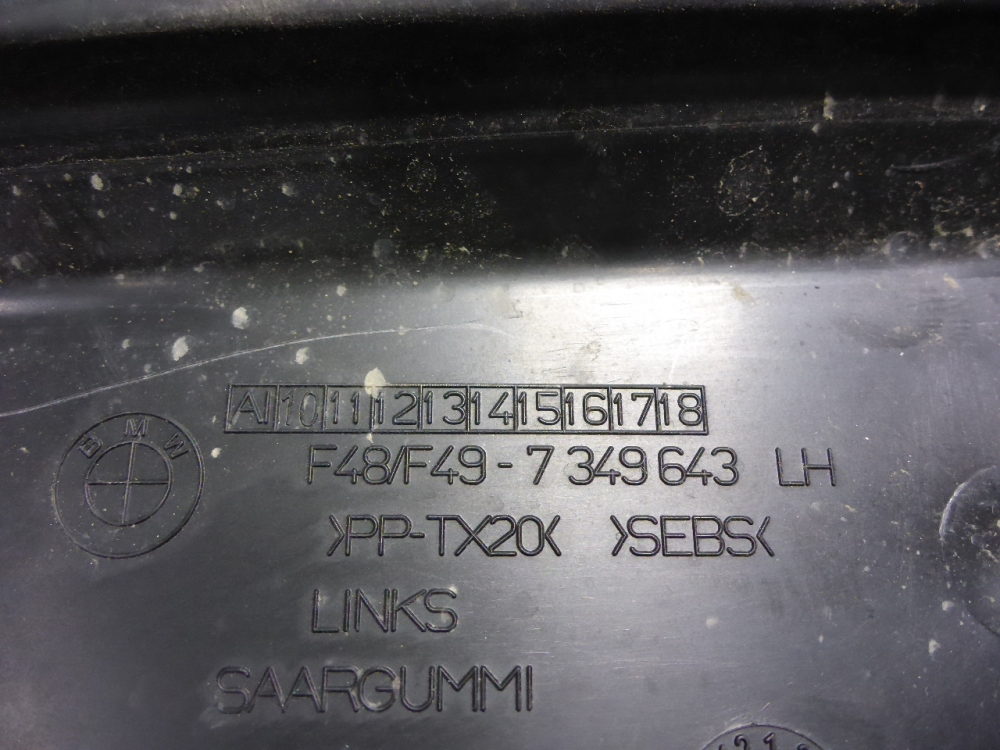 AI 10 11 12 13 14 15 16 17 18
BMW
F48/F49 - 7 349 643 LH
>PP-TX20< >SEBS<
LINKS
SAARGUMMI